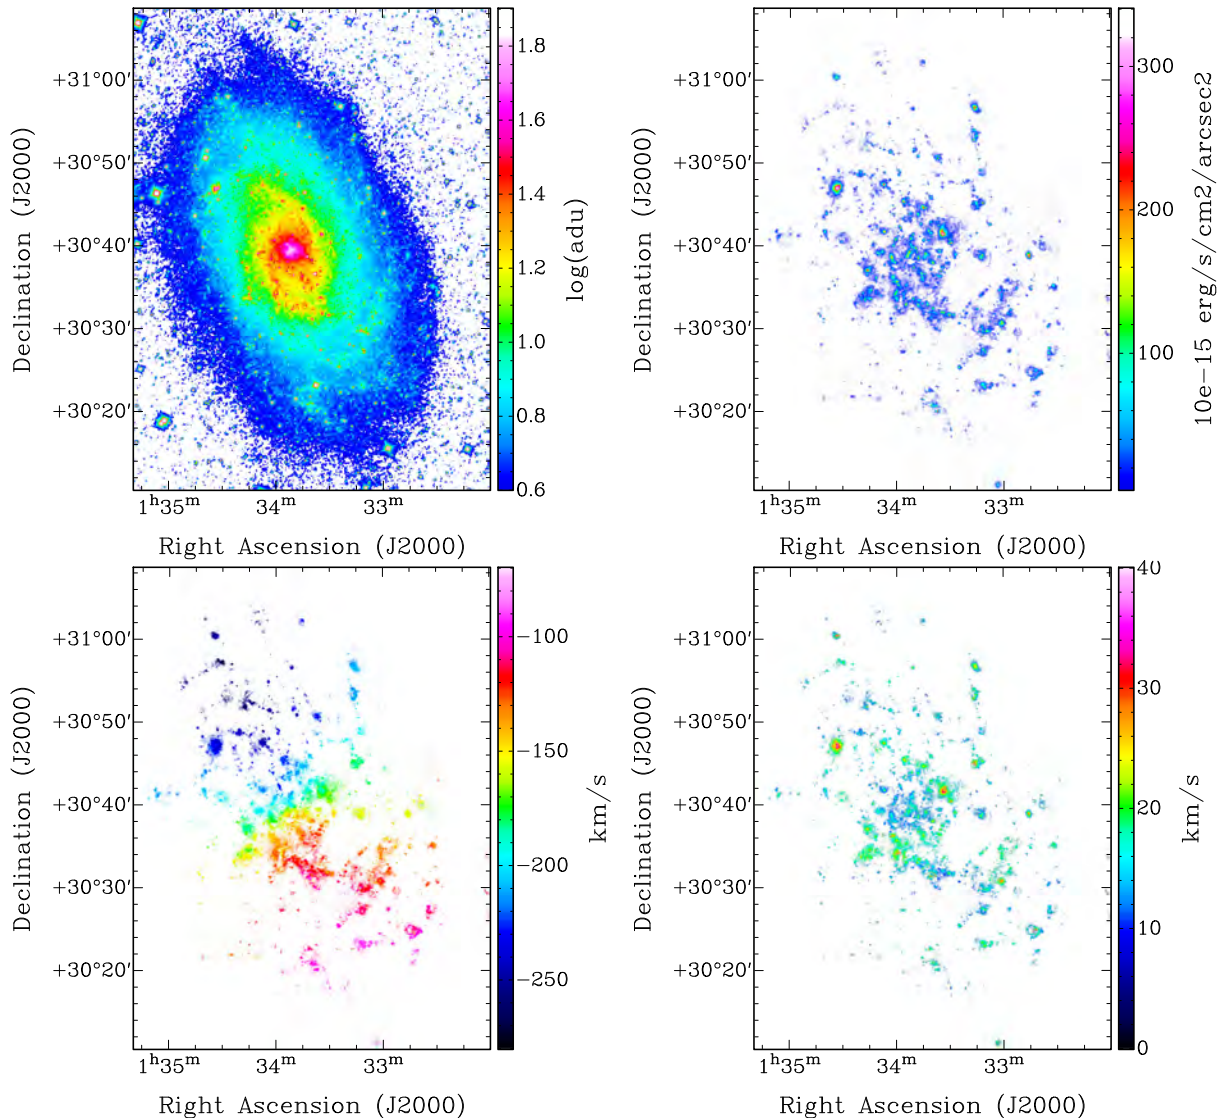 +31°00′
+30°50′
+30°40′
+30°30′
+30°20′
Declination (J2000)
1h35m 34m 33m
Right Ascension (J2000)
1.8
1.6
1.4
1.2
1.0
0.8
0.6
log(adu)
+31°00′
+30°50′
+30°40′
+30°30′
+30°20′
Declination (J2000)
1h35m 34m 33m
Right Ascension (J2000)
300
200
100
10e−15 erg/s/cm2/arcsec2
+31°00′
+30°50′
+30°40′
+30°30′
+30°20′
Declination (J2000)
1h35m 34m 33m
Right Ascension (J2000)
−100
−150
−200
−250
km/s
+31°00′
+30°50′
+30°40′
+30°30′
+30°20′
Declination (J2000)
1h35m 34m 33m
Right Ascension (J2000)
40
30
20
10
0
km/s